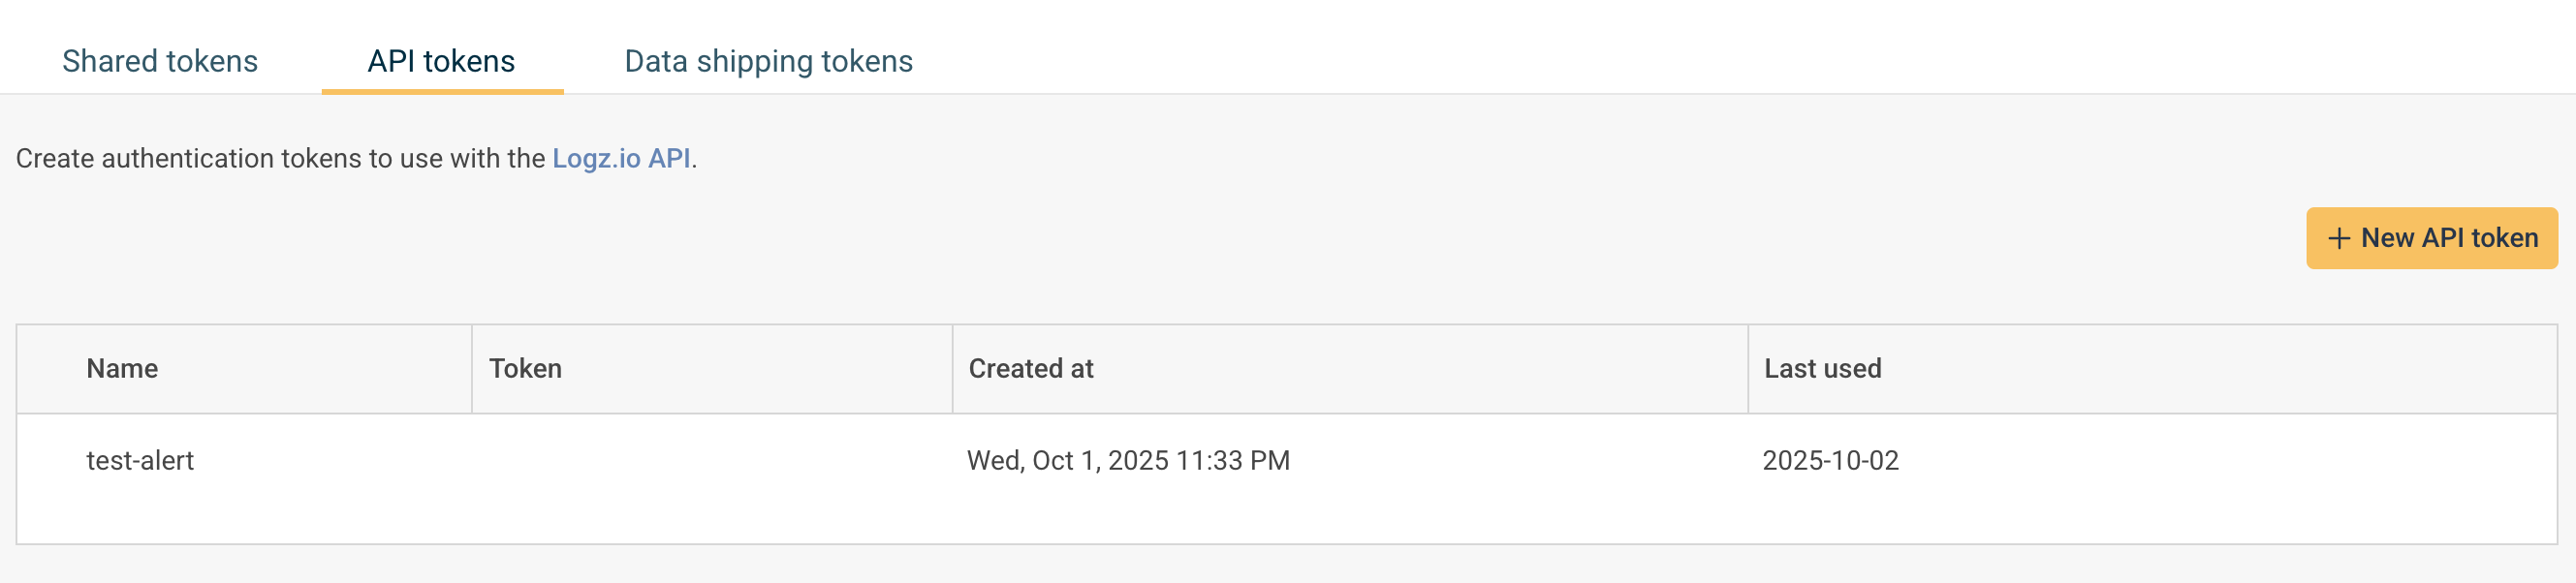 Shared tokens API tokens Data shipping tokens
Create authentication tokens to use with the Logz.io API.
+ New API token
Name Token Created at Last used
test-alert Wed, Oct 1, 2025 11:33 PM 2025-10-02